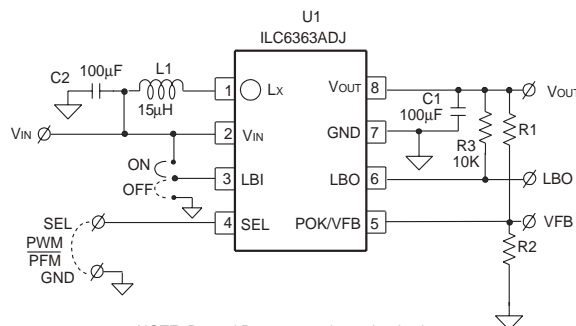 U1
ILC6363ADJ
C2
100µF
L1
15µH
VIN
1
LX
2
VIN
3
LBI
4
SEL
VOUT
8
GND
7
LBO
6
POK/VFB
5
ON
OFF
SEL
PWM
PFM
GND
C1
100µF
R3
10K
R1
R2
VOUT
LBO
VFB